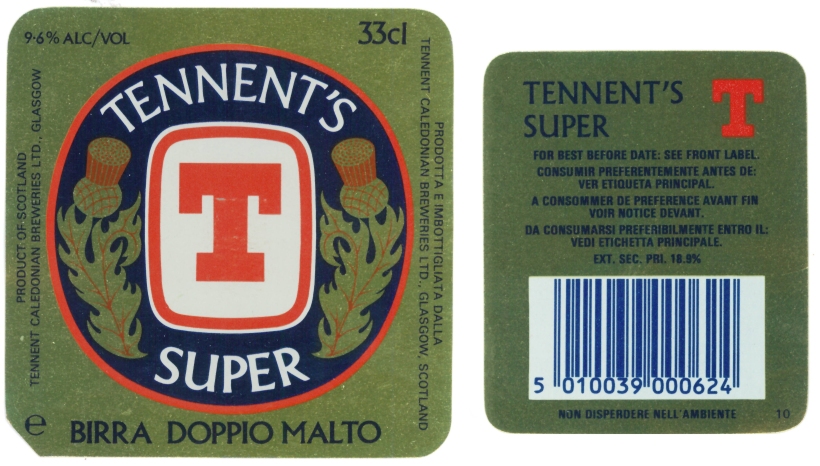 9·6% ALC/VOL
33cl
PRODUCT OF SCOTLAND
TENNENT CALEDONIAN BREWERIES LTD., GLASGOW
TENNENT'S
T
SUPER
PRODOTTA E IMBOTTIGLIATA DALLA
TENNENT CALEDONIAN BREWERIES LTD., GLASGOW, SCOTLAND
e
BIRRA DOPPIO MALTO
TENNENT'S
SUPER
T
FOR BEST BEFORE DATE: SEE FRONT LABEL.
CONSUMIR PREFERENTEMENTE ANTES DE:
VER ETIQUETA PRINCIPAL.
A CONSOMMER DE PREFERENCE AVANT FIN
VOIR NOTICE DEVANT.
DA CONSUMARSI PREFERIBILMENTE ENTRO IL:
VEDI ETICHETTA PRINCIPALE.
EXT. SEC. PRI. 18.9%
5 010039 000624
NON DISPERDERE NELL'AMBIENTE
10